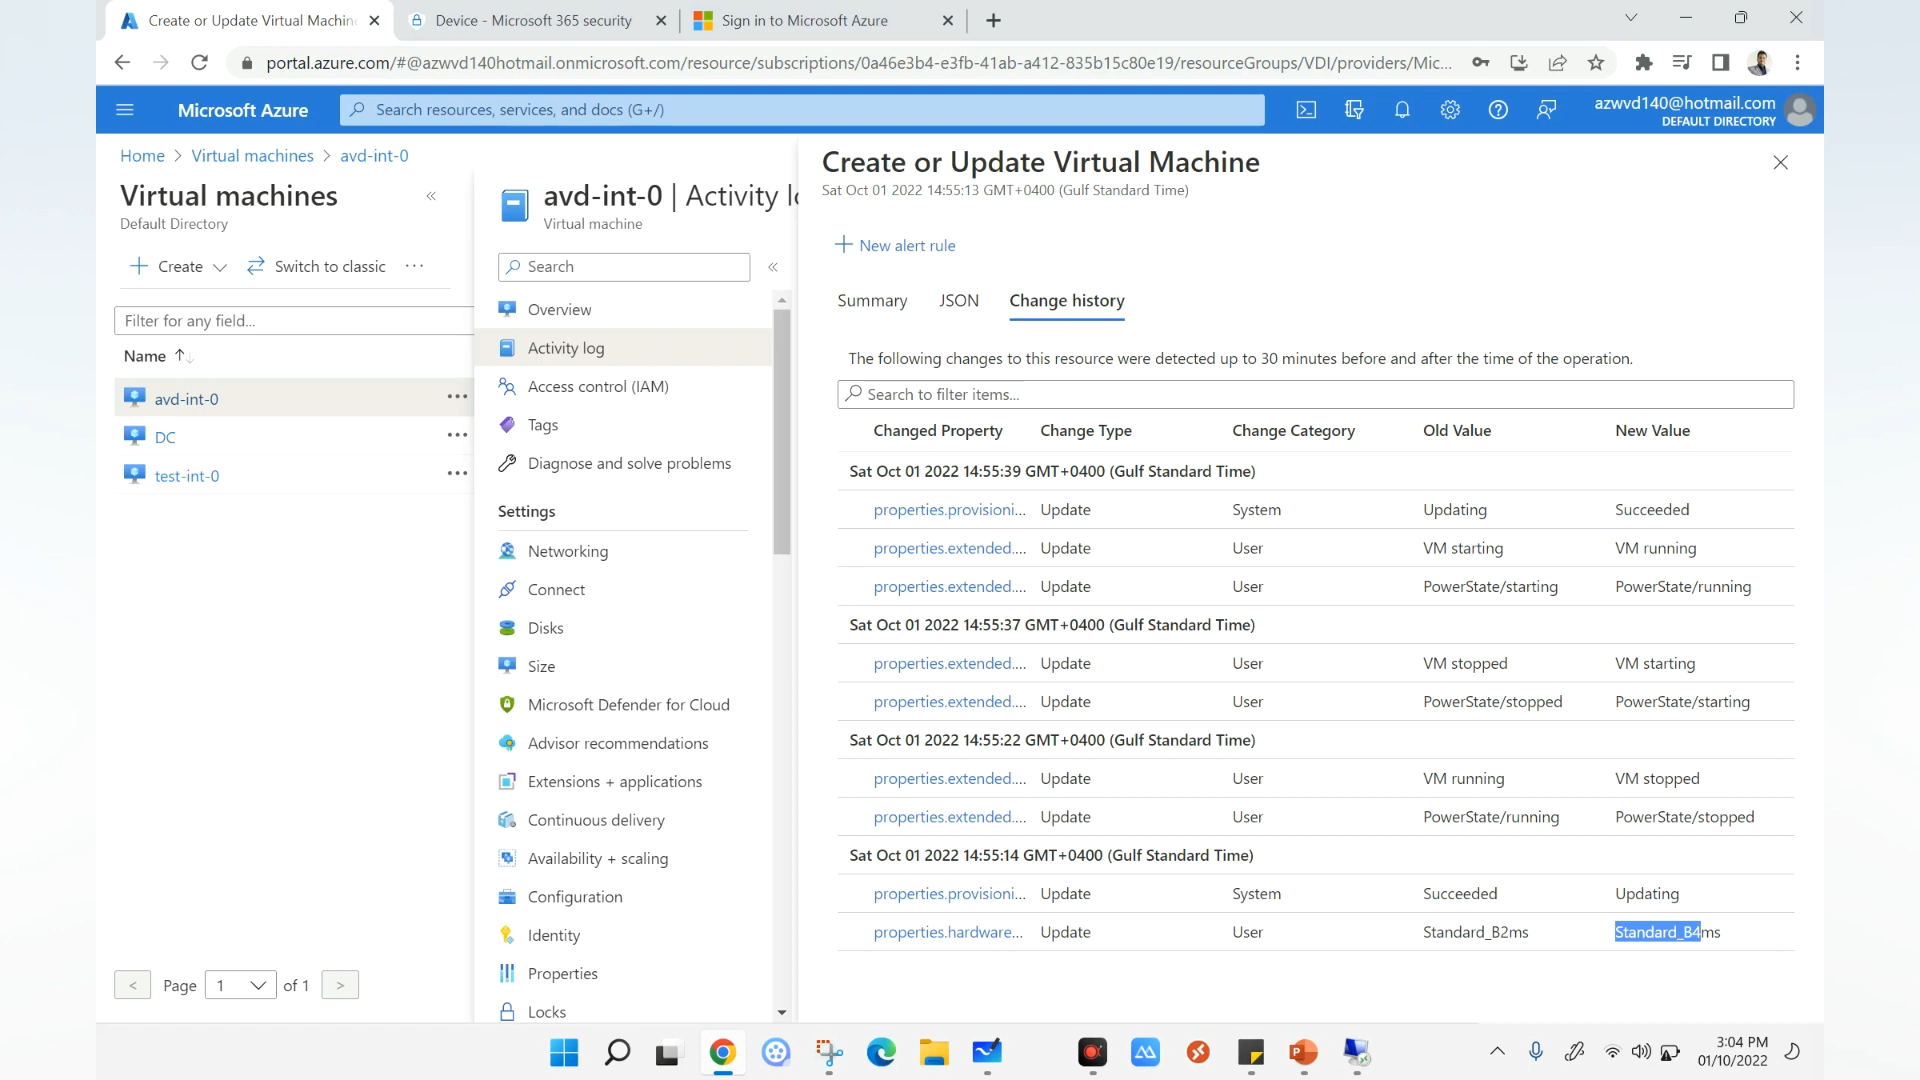 Create or Update Virtual Machin
Device - Microsoft 365 security
Sign in to Microsoft Azure
portal.azure.com/#@azwvd140hotmail.onmicrosoft.com/resource/subscriptions/0a46e3b4-e3fb-41ab-a412-835b15c80e19/resourceGroups/VDI/providers/Mic...
Microsoft Azure
Search resources, services, and docs (G+/)
azwvd140@hotmail.com
DEFAULT DIRECTORY
Home > Virtual machines > avd-int-0
Virtual machines
Default Directory
+ Create
Switch to classic
...
Filter for any field...
Name
avd-int-0
DC
test-int-0
< Page 1 of 1 >
avd-int-0 | Activity lo
Virtual machine
Search
Overview
Activity log
Access control (IAM)
Tags
Diagnose and solve problems
Settings
Networking
Connect
Disks
Size
Microsoft Defender for Cloud
Advisor recommendations
Extensions + applications
Continuous delivery
Availability + scaling
Configuration
Identity
Properties
Locks
Create or Update Virtual Machine
Sat Oct 01 2022 14:55:13 GMT+0400 (Gulf Standard Time)
+ New alert rule
Summary JSON Change history
The following changes to this resource were detected up to 30 minutes before and after the time of the operation.
Search to filter items...
Changed Property Change Type Change Category Old Value New Value
Sat Oct 01 2022 14:55:39 GMT+0400 (Gulf Standard Time)
properties.provisioni... Update System Updating Succeeded
properties.extended.... Update User VM starting VM running
properties.extended.... Update User PowerState/starting PowerState/running
Sat Oct 01 2022 14:55:37 GMT+0400 (Gulf Standard Time)
properties.extended.... Update User VM stopped VM starting
properties.extended.... Update User PowerState/stopped PowerState/starting
Sat Oct 01 2022 14:55:22 GMT+0400 (Gulf Standard Time)
properties.extended.... Update User VM running VM stopped
properties.extended.... Update User PowerState/running PowerState/stopped
Sat Oct 01 2022 14:55:14 GMT+0400 (Gulf Standard Time)
properties.provisioni... Update System Succeeded Updating
properties.hardware... Update User Standard_B2ms Standard_B4ms
3:04 PM
01/10/2022